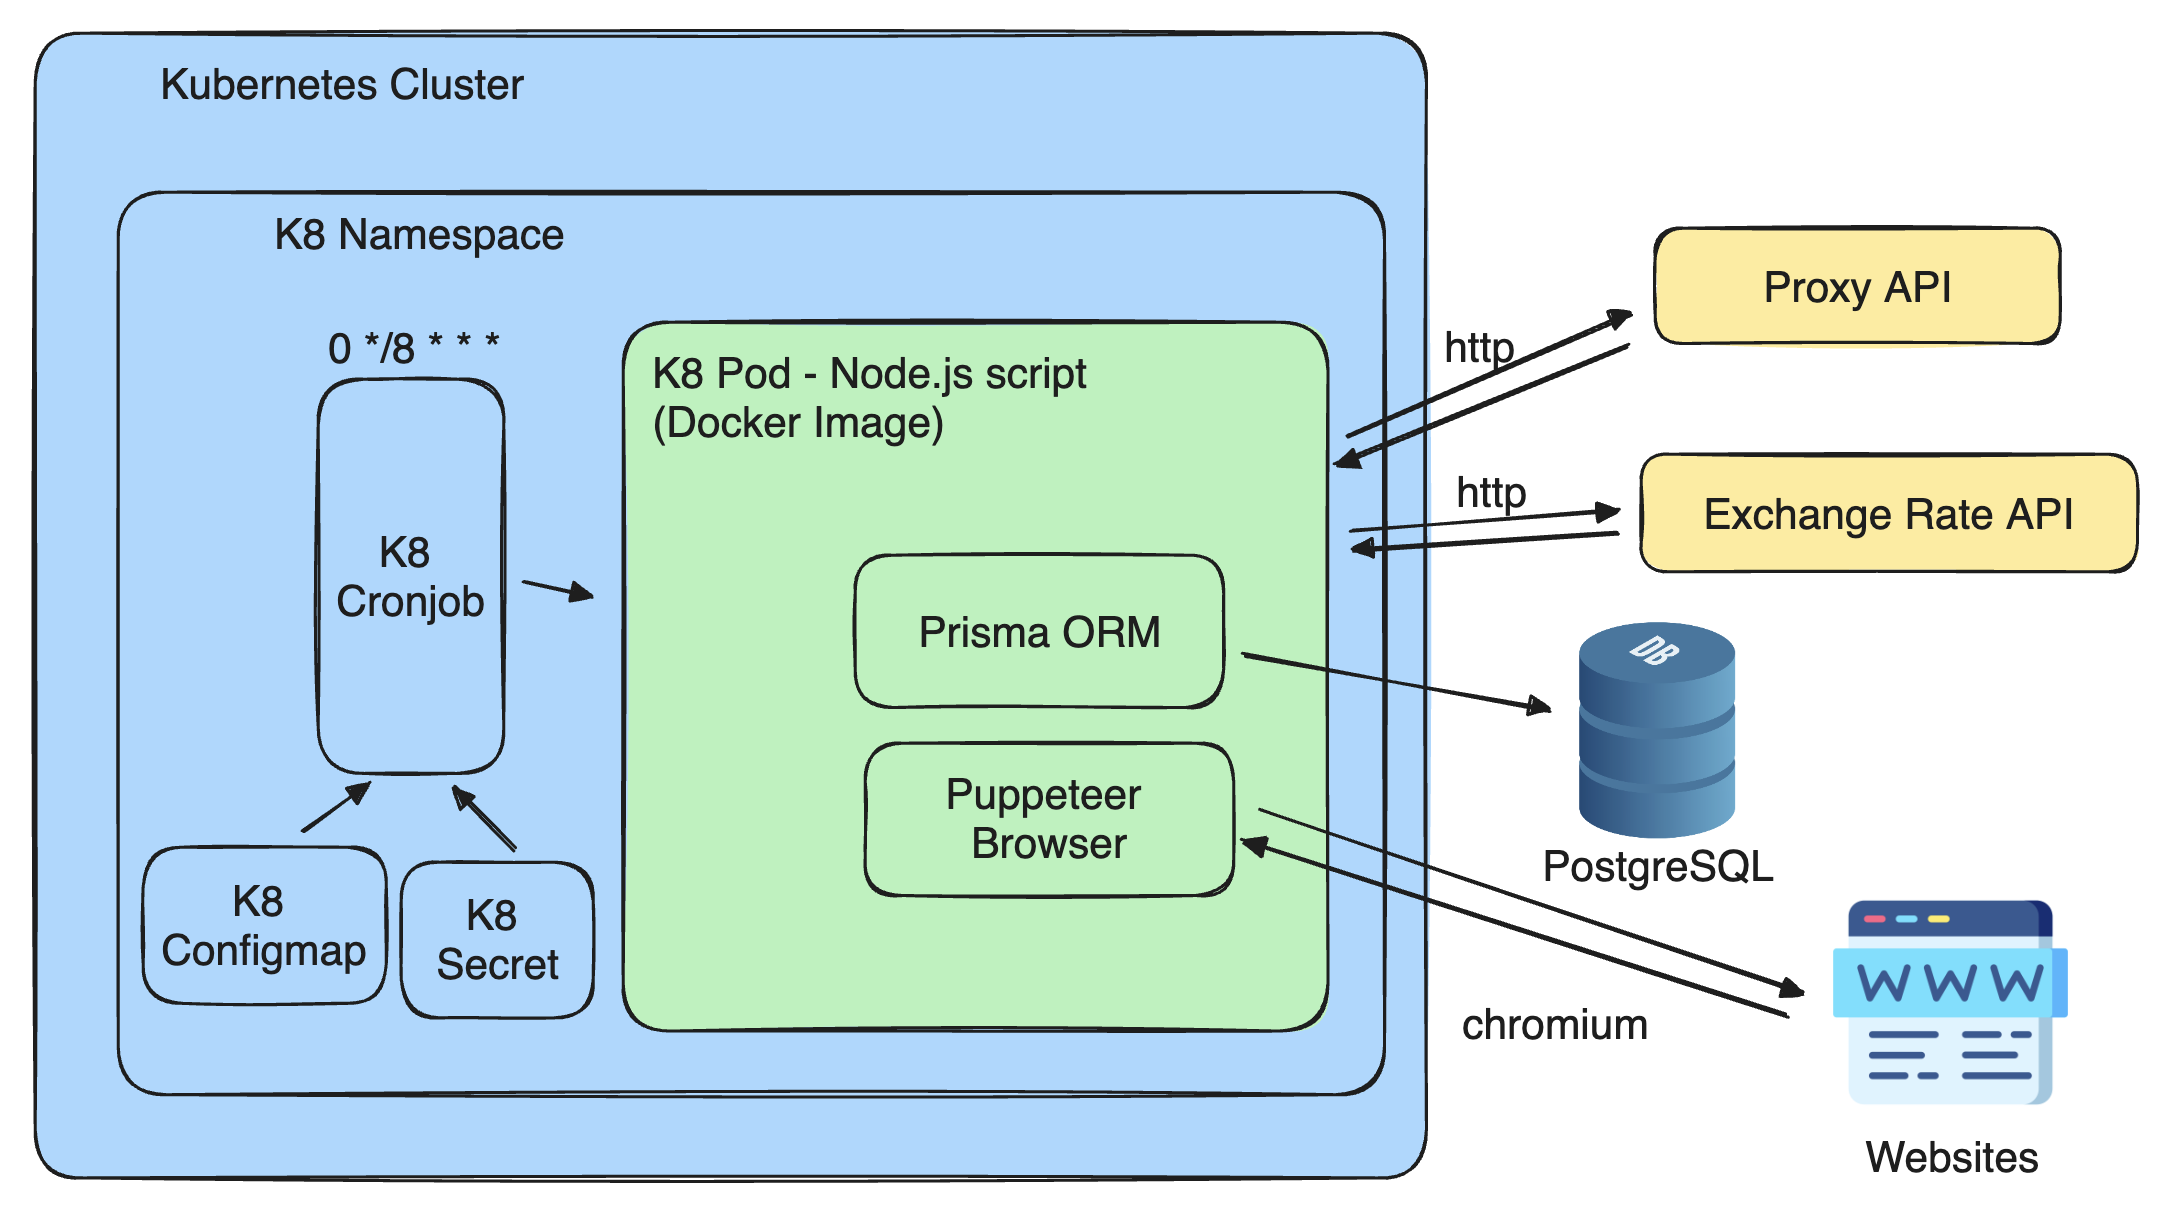 Kubernetes Cluster
K8 Namespace
0 */8 * * *
K8
Cronjob
K8
Configmap
K8
Secret
K8 Pod - Node.js script
(Docker Image)
Prisma ORM
Puppeteer
Browser
http
Proxy API
http
Exchange Rate API
DB
PostgreSQL
chromium
WWW
Websites